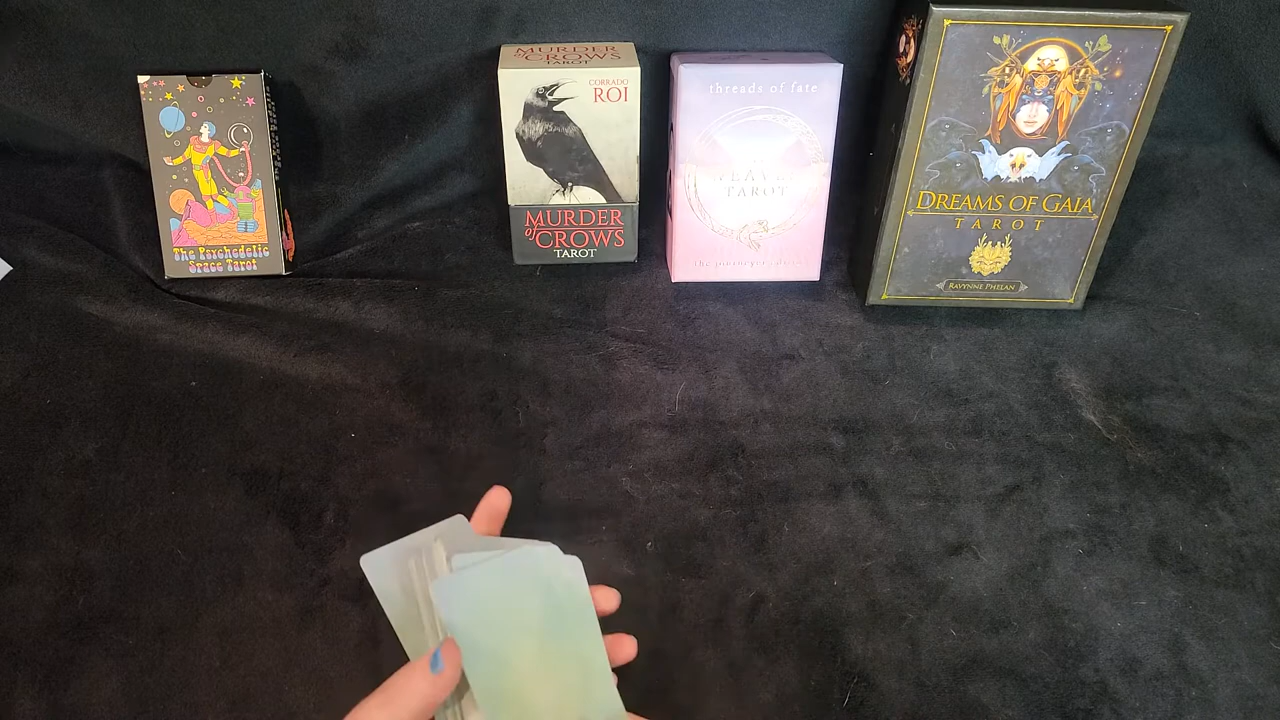 The Psychedelic
Space Tarot
MURDER
of CROWS
TAROT
CORRADO
ROI
MURDER
of CROWS
TAROT
threads of fate
TAROT
DREAMS OF GAIA
TAROT
RAVYNNE PHELAN